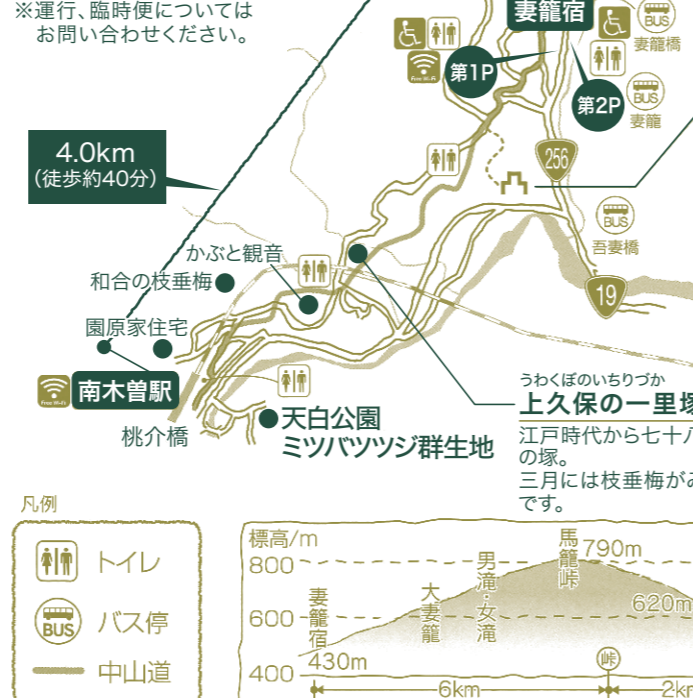 ※運行、臨時便については
お問い合わせください。
妻籠宿
BUS
妻籠橋
Free Wi-Fi
第1P
第2P
BUS
妻籠
4.0km
(徒歩約40分)
256
BUS
吾妻橋
19
かぶと観音
和合の枝垂梅
園原家住宅
Free Wi-Fi
南木曽駅
桃介橋
天白公園
ミツバツツジ群生地
うわくぼのいちりづか
上久保の一里塚
江戸時代から七十八
の塚。
三月には枝垂梅がみ
です。
凡例
トイレ
BUS
バス停
中山道
標高/m
800
600
400
妻籠宿
430m
大妻籠
男滝・女滝
馬籠峠
790m
620m
峠
6km
2km